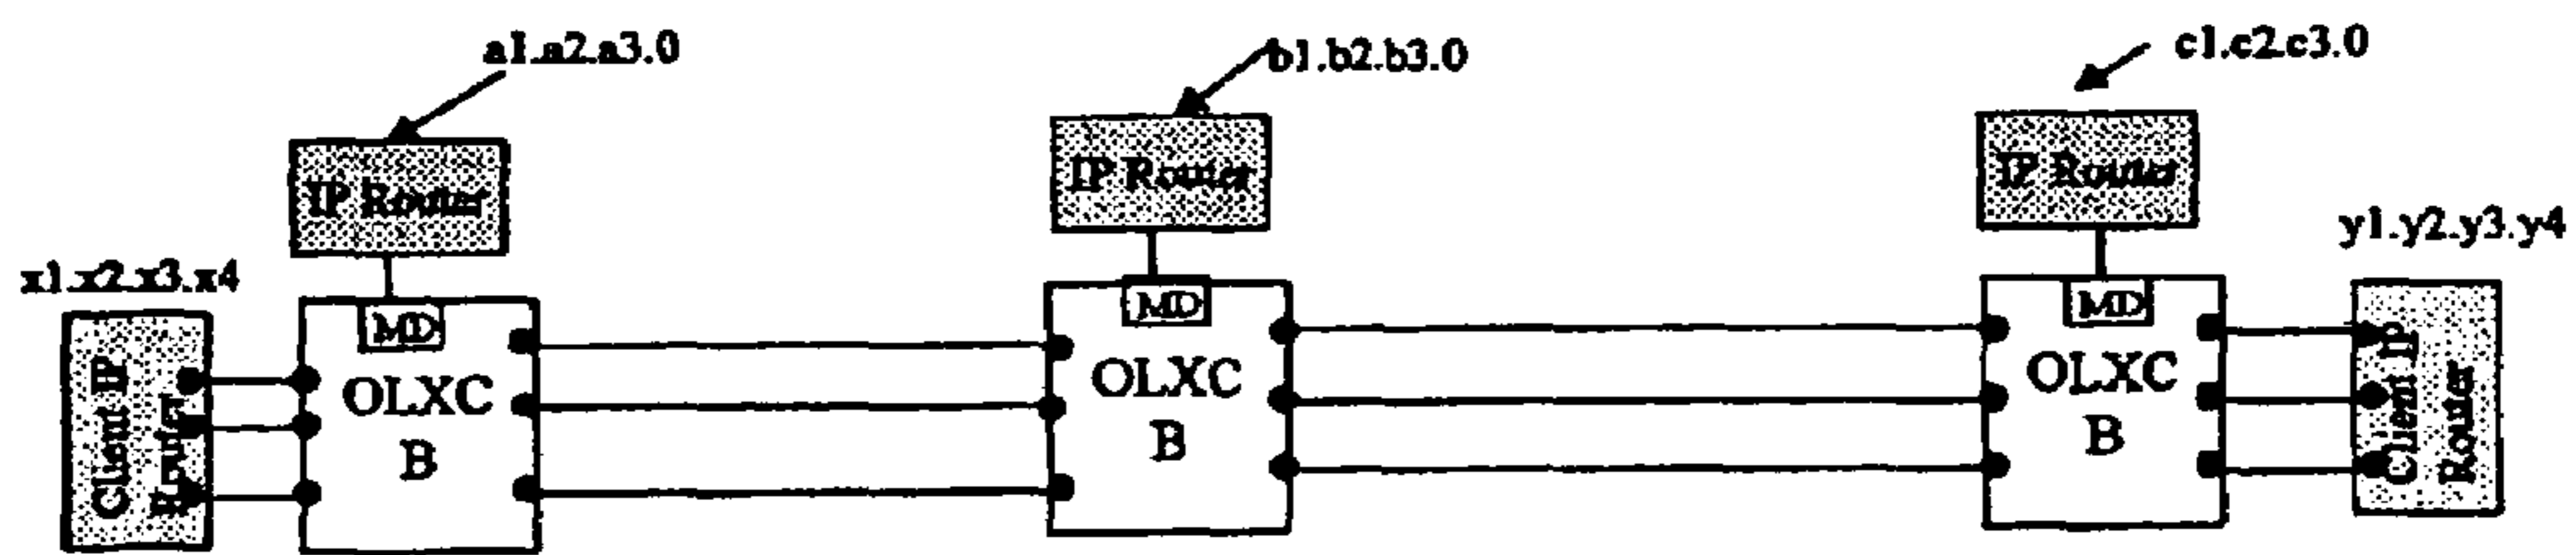 a1.a2.a3.0
b1.b2.b3.0
c1.c2.c3.0
IP Router
IP Router
IP Router
x1.x2.x3.x4
y1.y2.y3.y4
MD
MD
MD
Client IP
Router
OLXC
B
OLXC
B
OLXC
B
Client IP
Router